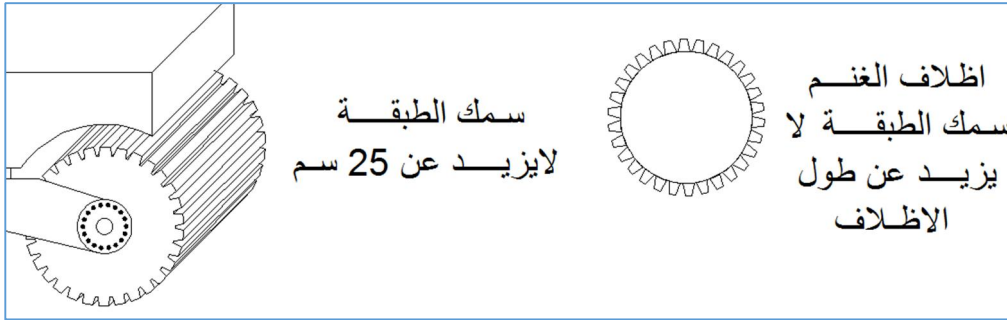 اظلاف الغنم
سمك الطبقة لا
يزيد عن طول
الاظلاف
سمك الطبقة
لايزيد عن 25 سم